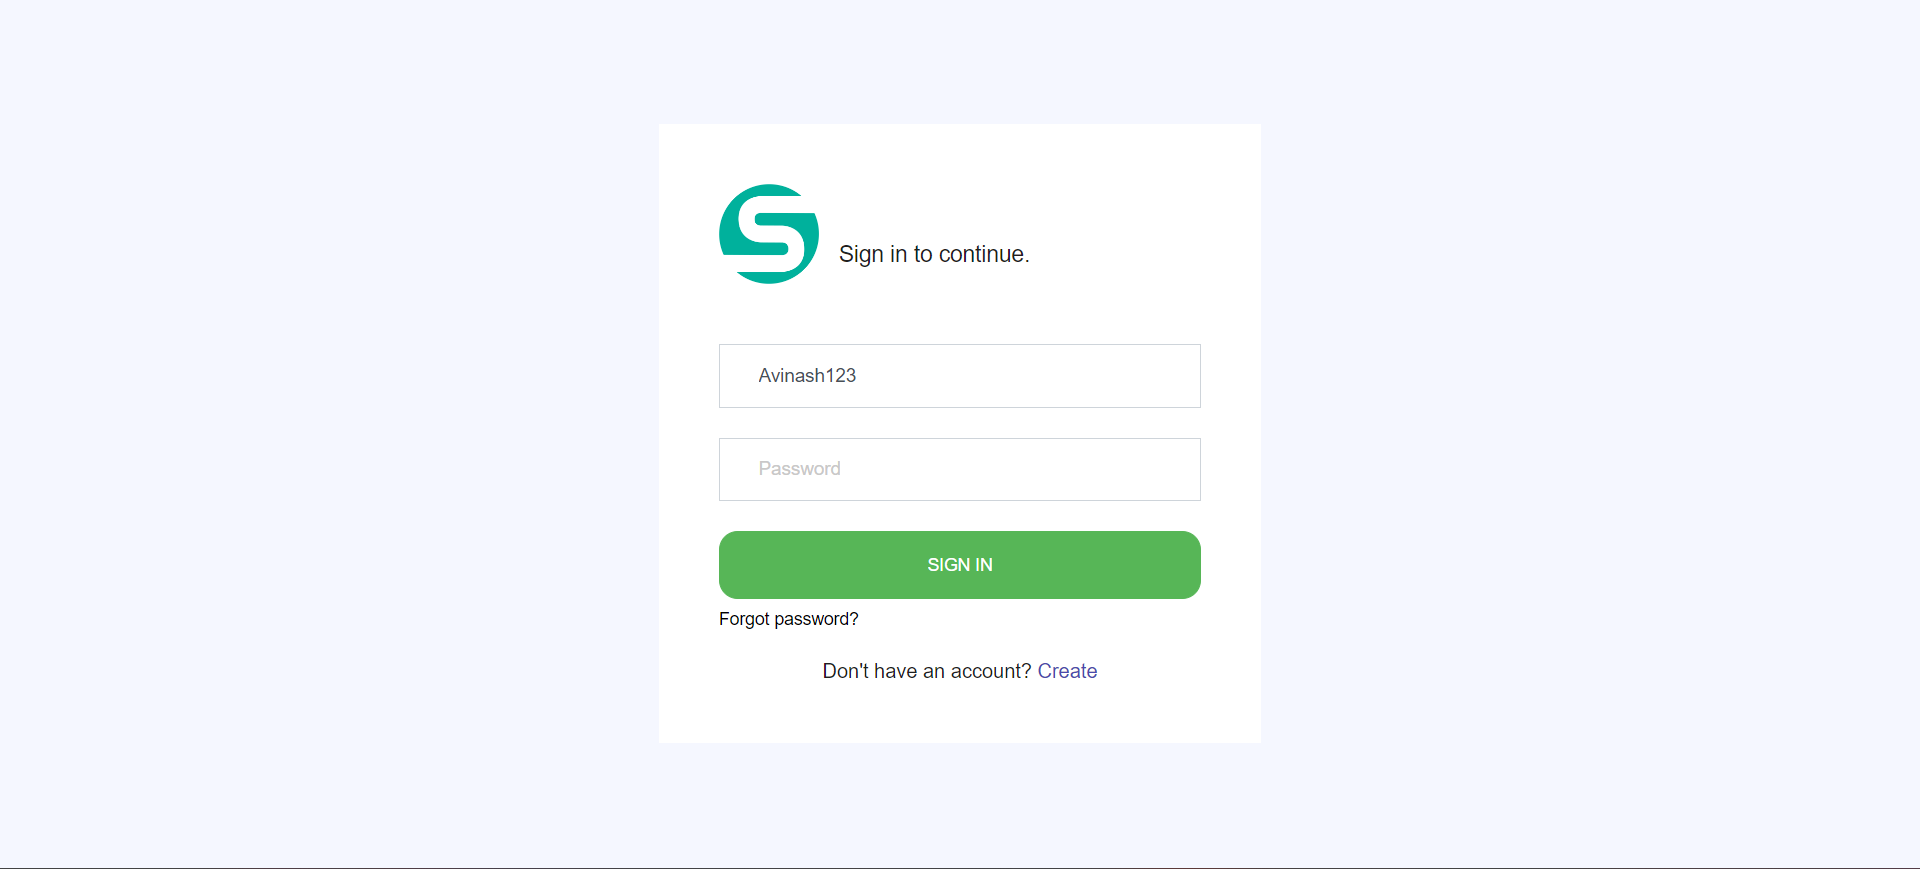 Sign in to continue.
Avinash123
Password
SIGN IN
Forgot password?
Don't have an account? Create